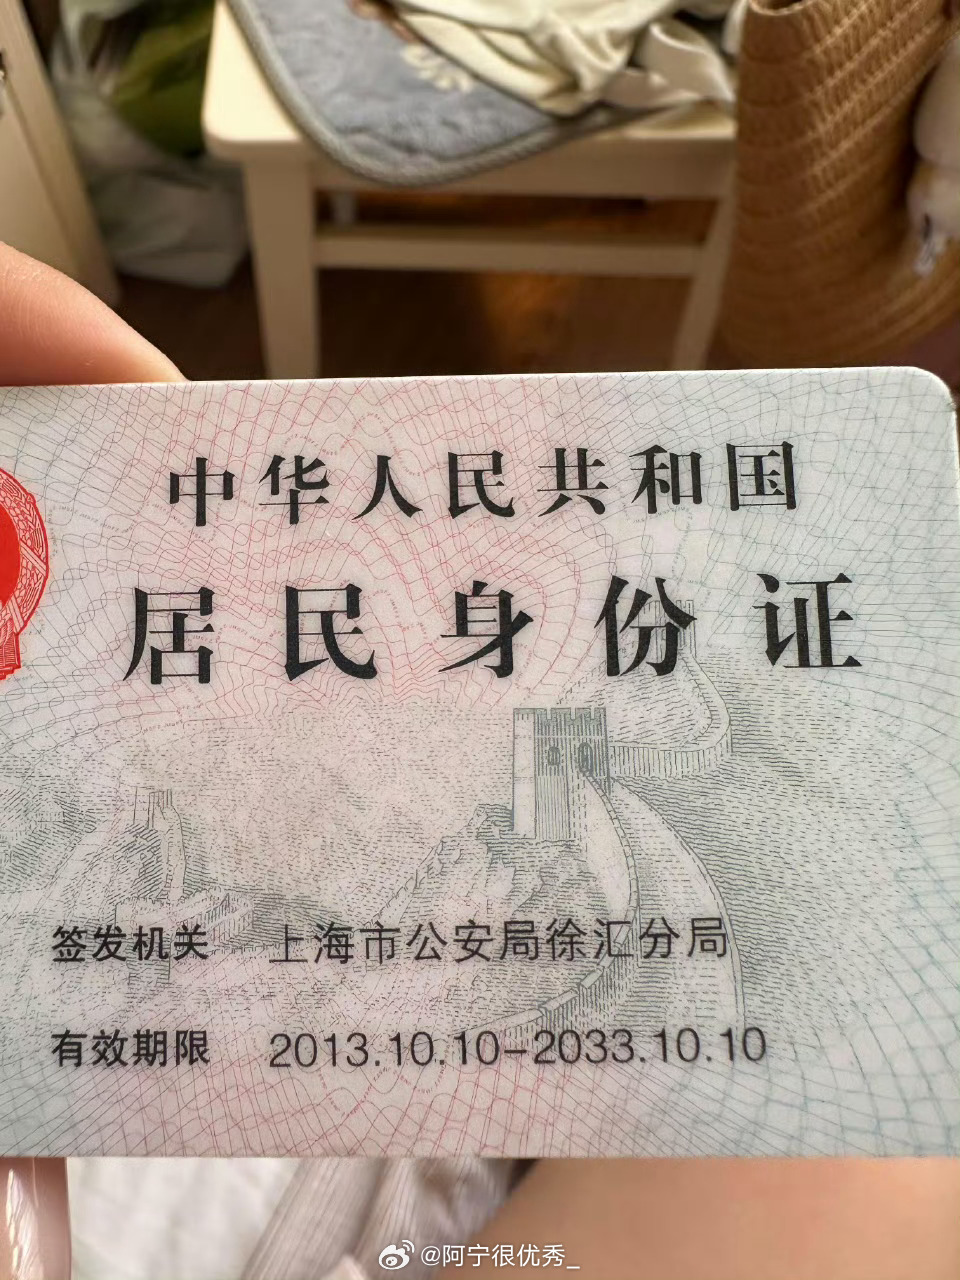 中华人民共和国
居民身份证
签发机关 上海市公安局徐汇分局
有效期限 2013.10.10-2033.10.10
@阿宁很优秀_